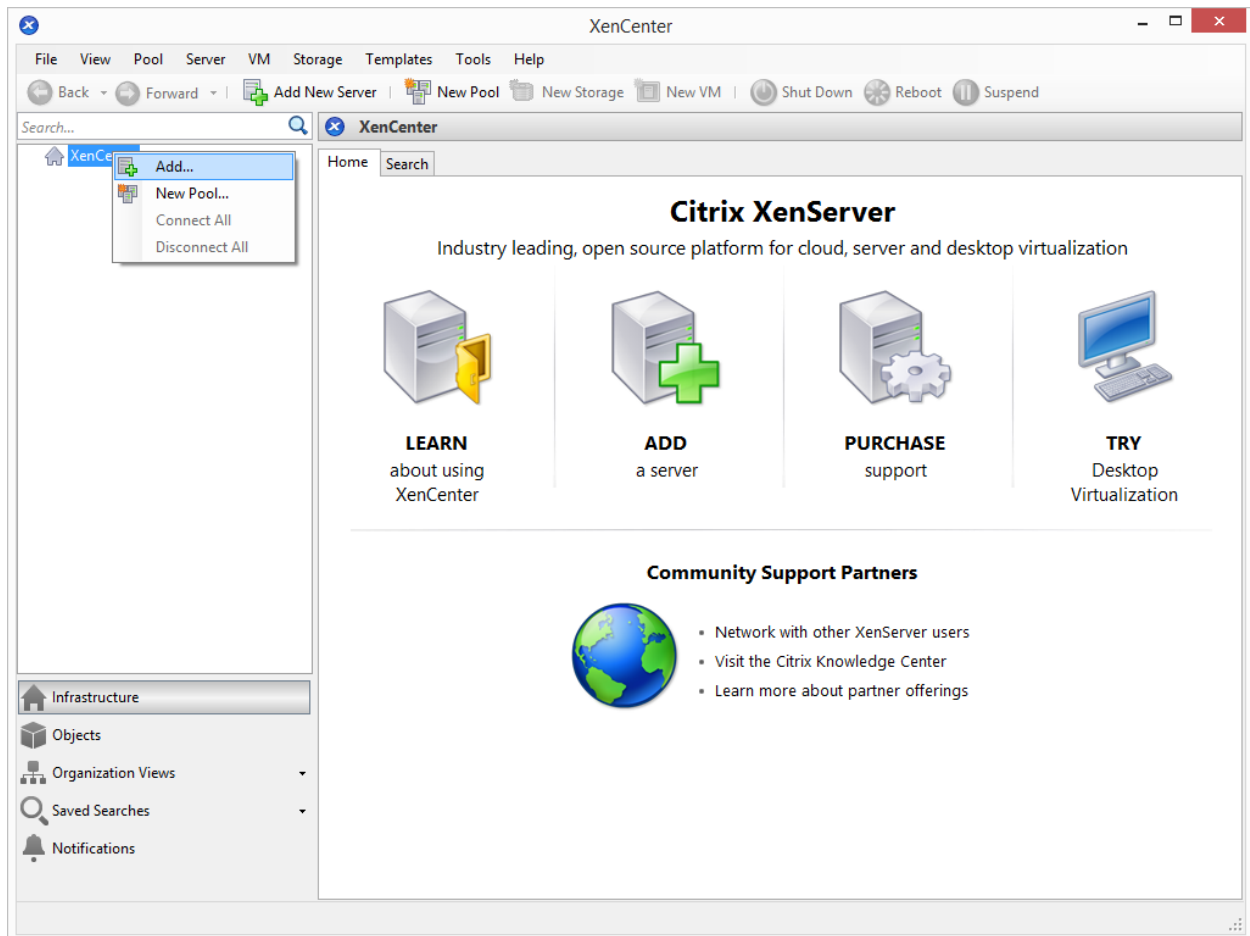 XenCenter
File View Pool Server VM Storage Templates Tools Help
Back Forward Add New Server New Pool New Storage New VM Shut Down Reboot Suspend
Search...
XenCenter
XenCe
Add...
New Pool...
Connect All
Disconnect All
Home Search
Citrix XenServer
Industry leading, open source platform for cloud, server and desktop virtualization
LEARN
about using
XenCenter
ADD
a server
PURCHASE
support
TRY
Desktop
Virtualization
Community Support Partners
Network with other XenServer users
Visit the Citrix Knowledge Center
Learn more about partner offerings
Infrastructure
Objects
Organization Views
Saved Searches
Notifications